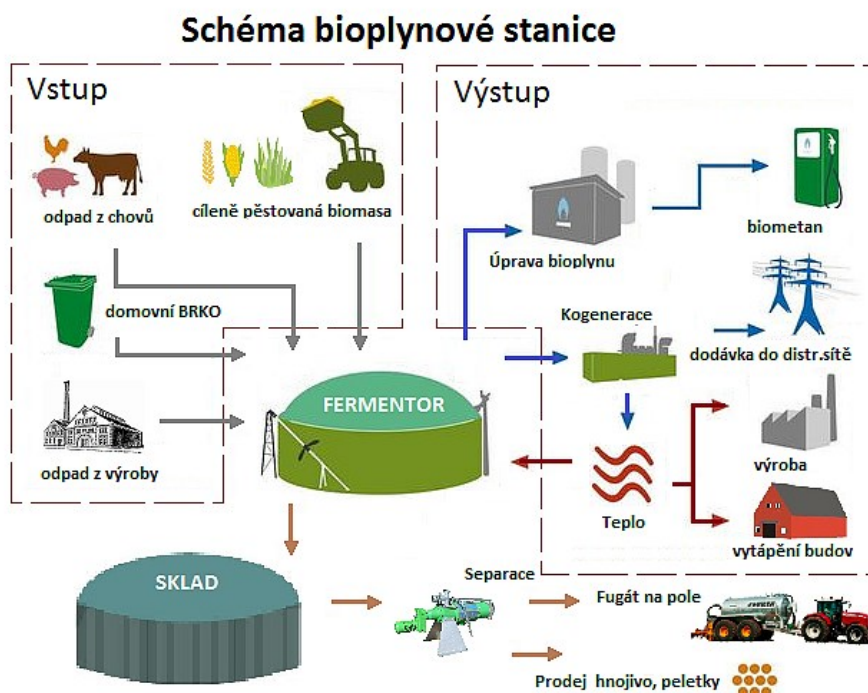 Schéma bioplynové stanice
Vstup
Výstup
odpad z chovů
cíleně pěstovaná biomasa
Úprava bioplynu
biometan
domovní BRKO
Kogenerace
dodávka do distr.sítě
FERMENTOR
odpad z výroby
výroba
Teplo
vytápění budov
SKLAD
Separace
Fugát na pole
Prodej hnojivo, peletky